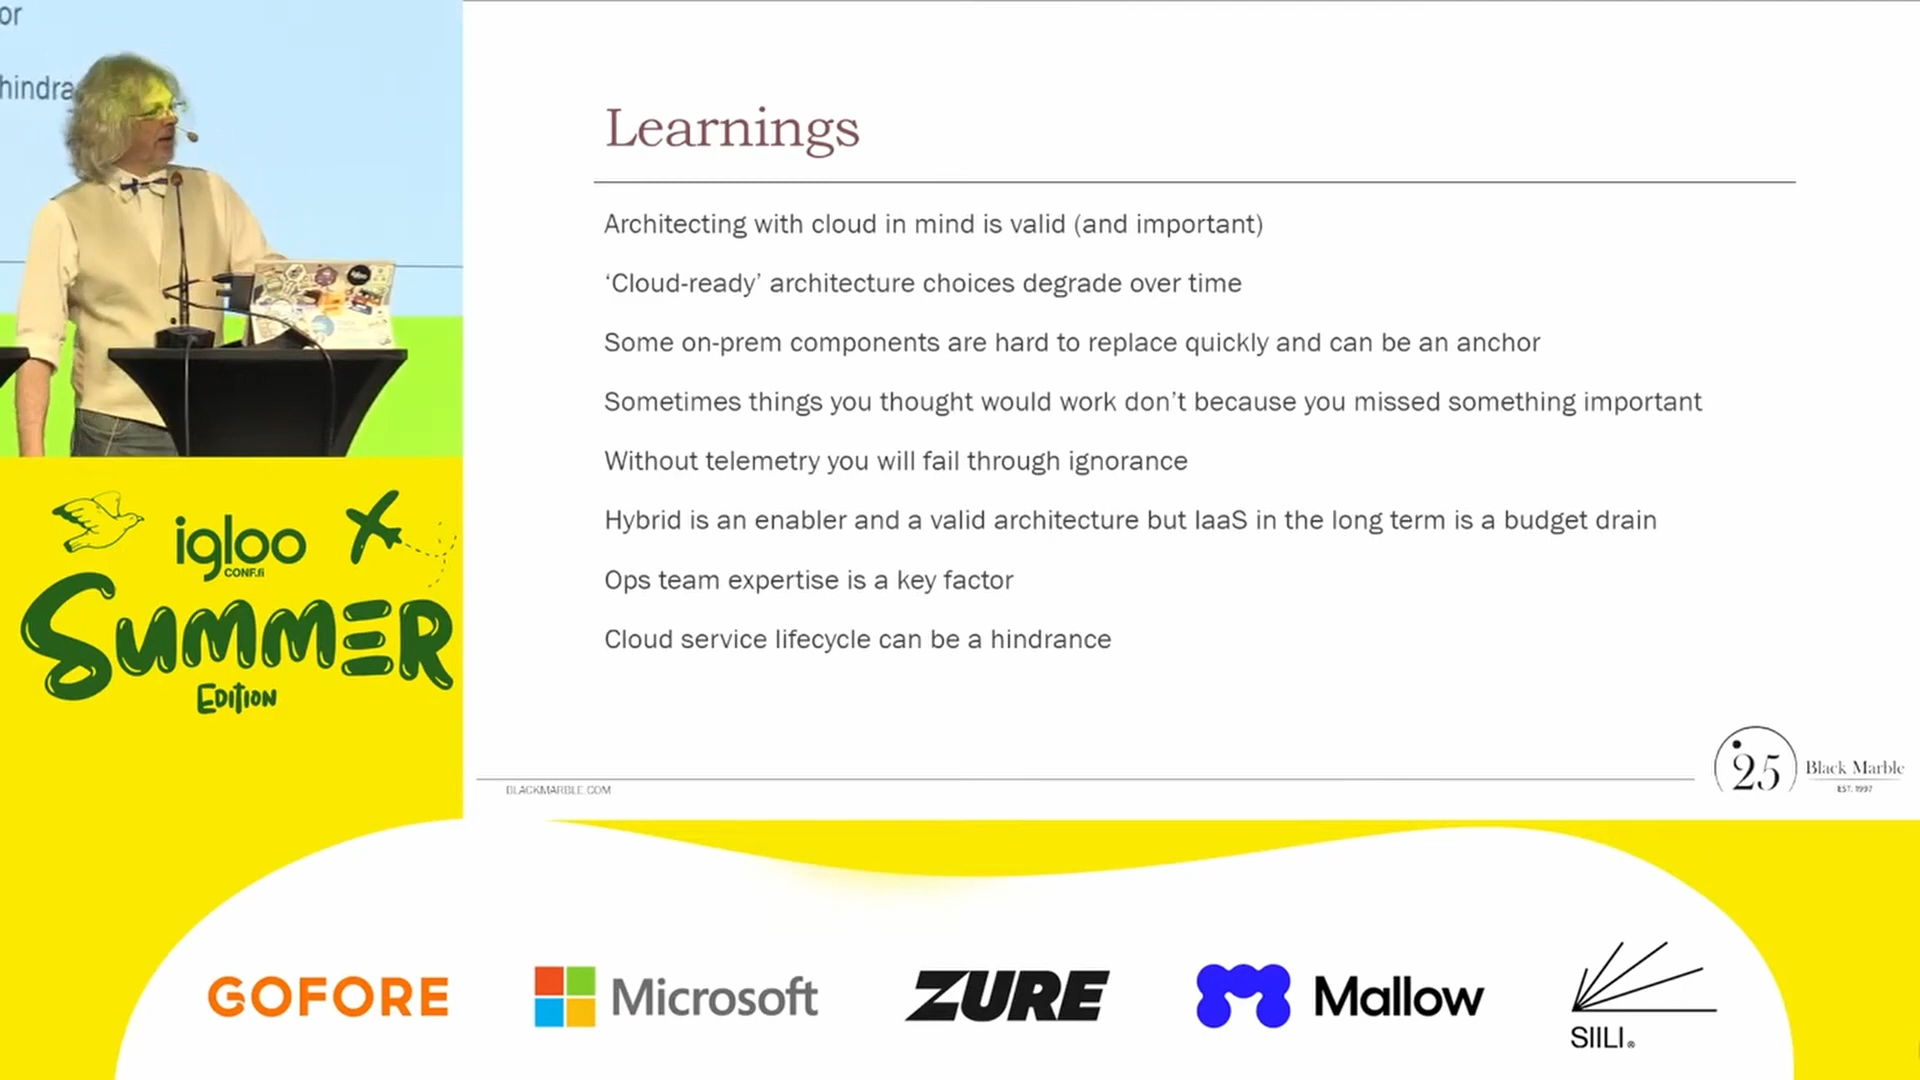 or
hindra
Learnings
Architecting with cloud in mind is valid (and important)
‘Cloud-ready’ architecture choices degrade over time
Some on-prem components are hard to replace quickly and can be an anchor
Sometimes things you thought would work don’t because you missed something important
Without telemetry you will fail through ignorance
Hybrid is an enabler and a valid architecture but IaaS in the long term is a budget drain
Ops team expertise is a key factor
Cloud service lifecycle can be a hindrance
BLACKMARBLE.COM
25
Black Marble
EST. 1997
igloo
CONF.fi
SUMMER
EDITION
GOFORE
Microsoft
ZURE
Mallow
SIILI®